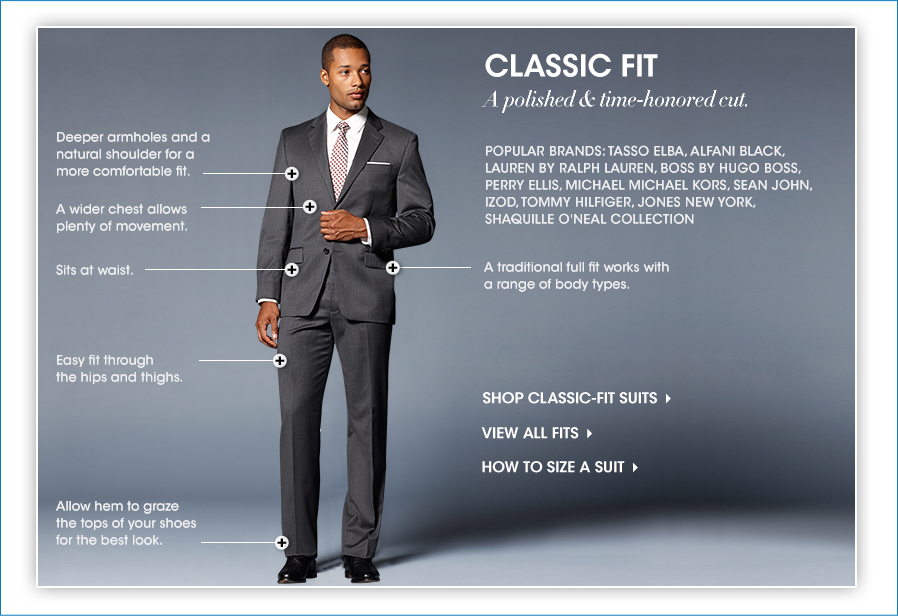 CLASSIC FIT
A polished & time-honored cut.
Deeper armholes and a
natural shoulder for a
more comfortable fit.
A wider chest allows
plenty of movement.
Sits at waist.
Easy fit through
the hips and thighs.
Allow hem to graze
the tops of your shoes
for the best look.
POPULAR BRANDS: TASSO ELBA, ALFANI BLACK,
LAUREN BY RALPH LAUREN, BOSS BY HUGO BOSS,
PERRY ELLIS, MICHAEL MICHAEL KORS, SEAN JOHN,
IZOD, TOMMY HILFIGER, JONES NEW YORK,
SHAQUILLE O'NEAL COLLECTION
A traditional full fit works with
a range of body types.
SHOP CLASSIC-FIT SUITS
VIEW ALL FITS
HOW TO SIZE A SUIT